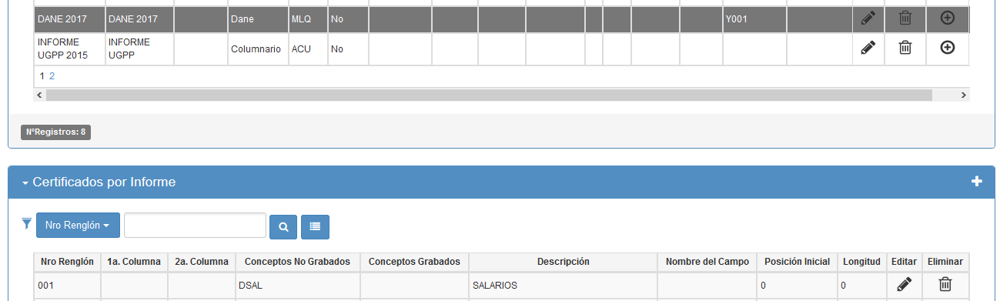 DANE 2017 DANE 2017 Dane MLQ No Y001
INFORME INFORME
UGPP 2015 UGPP Columnario ACU No
1 2
N°Registros: 8
Certificados por Informe
Nro Renglón
Nro Renglón 1a. Columna 2a. Columna Conceptos No Grabados Conceptos Grabados Descripción Nombre del Campo Posición Inicial Longitud Editar Eliminar
001 DSAL SALARIOS 0 0